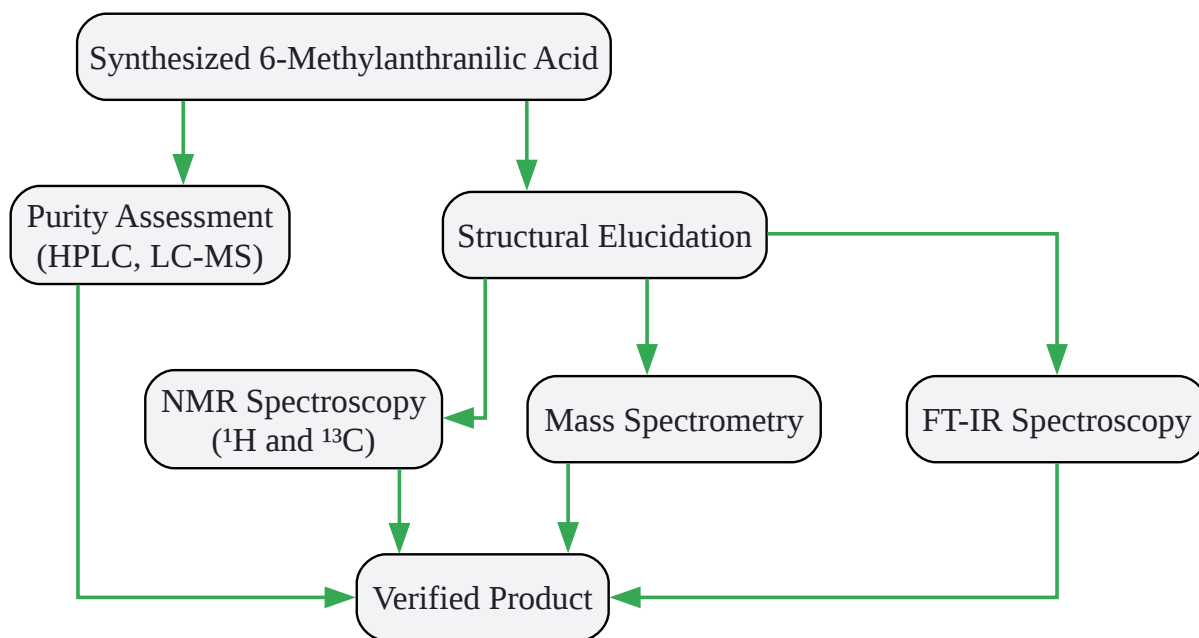 Synthesized 6-Methylanthranilic Acid
Purity Assessment
(HPLC, LC-MS)
Structural Elucidation
NMR Spectroscopy
(¹H and ¹³C)
Mass Spectrometry
FT-IR Spectroscopy
Verified Product